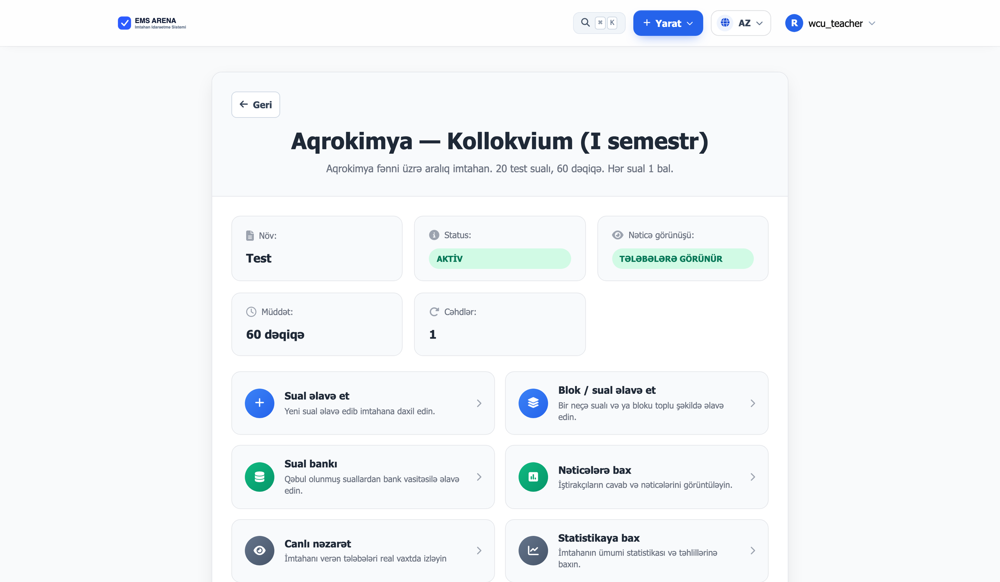 EMS ARENA
Imtahan Idarəetmə Sistemi
⌘ K
+ Yarat
AZ
R wcu_teacher
Geri
Aqrokimya — Kollokvium (I semestr)
Aqrokimya fənni üzrə aralıq imtahan. 20 test sualı, 60 dəqiqə. Hər sual 1 bal.
Növ:
Test
Status:
AKTİV
Nəticə görünüşü:
TƏLƏBƏLƏRƏ GÖRÜNÜR
Müddət:
60 dəqiqə
Cəhdlər:
1
Sual əlavə et
Yeni sual əlavə edib imtahana daxil edin.
Blok / sual əlavə et
Bir neçə sualı və ya bloku toplu şəkildə əlavə
edin.
Sual bankı
Qəbul olunmuş suallardan bank vasitəsilə əlavə
edin.
Nəticələrə bax
İştirakçıların cavab və nəticələrini görüntüləyin.
Canlı nəzarət
İmtahanı verən tələbələri real vaxtda izləyin
Statistikaya bax
İmtahanın ümumi statistikası və təhlillərinə
baxın.